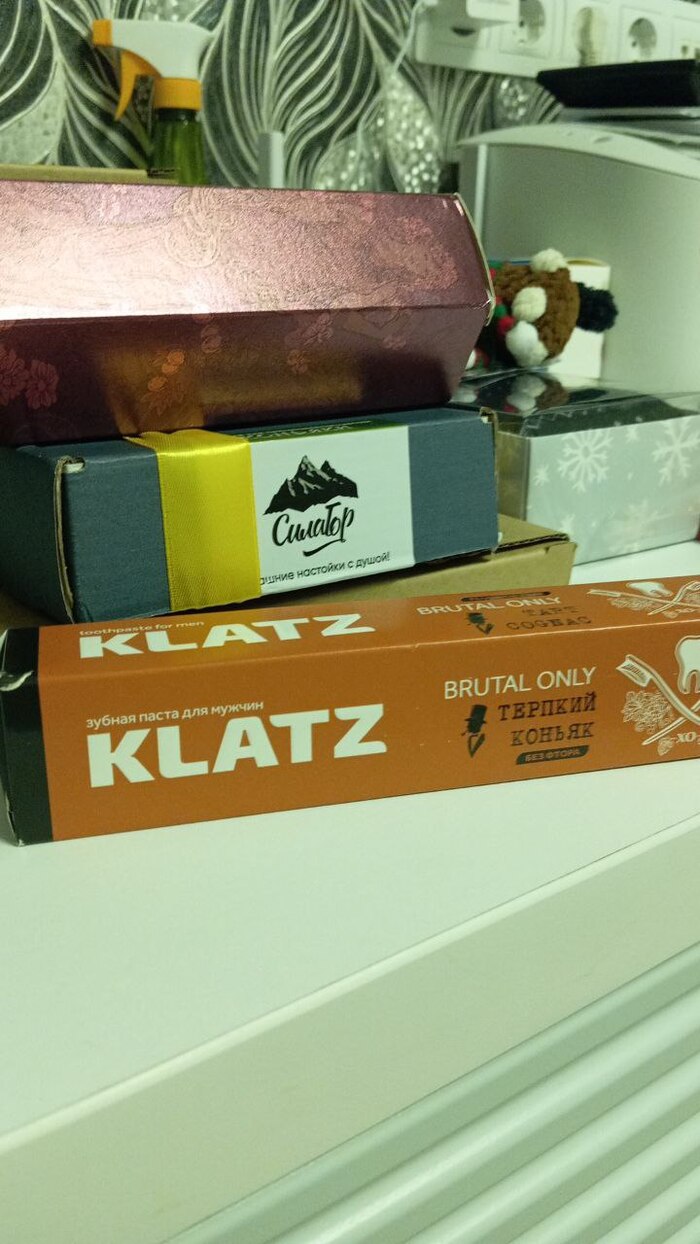 СилаГор
ашние настойки с душой!
toothpaste for men
KLATZ
BRUTAL ONLY
TART
COGNAC
зубная паста для мужчин
KLATZ
BRUTAL ONLY
ТЕРПКИЙ
КОНЬЯК
БЕЗ ФТОРА
XO